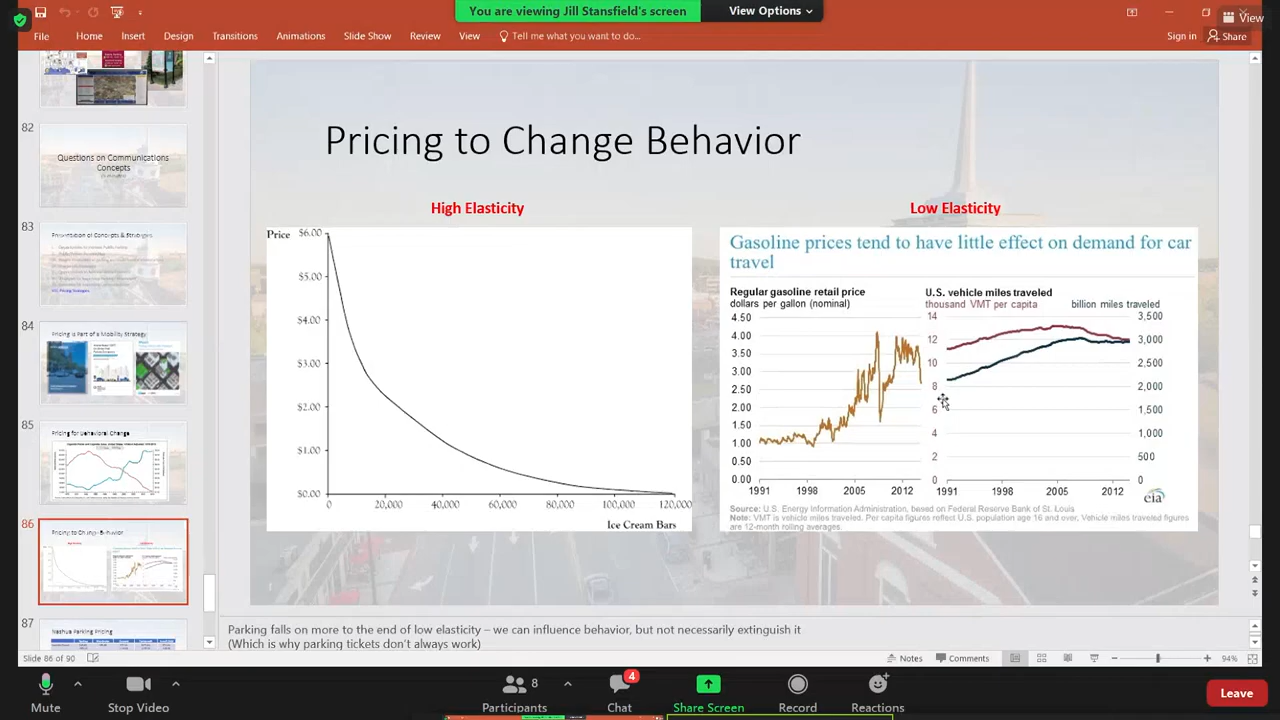 You are viewing Jill Stansfield's screen
View Options
View
File
Home
Insert
Design
Transitions
Animations
Slide Show
Review
View
Tell me what you want to do...
Sign in
Share
82
Questions on Communications
Concepts
83
Presentation of Concepts & Strategies
84
Pricing is Part of a Mobility Strategy
85
Pricing for Behavioral Change
86
Pricing to Change Behavior
87
Nashua Parking Pricing
Pricing to Change Behavior
High Elasticity
Low Elasticity
Price
$6.00
$5.00
$4.00
$3.00
$2.00
$1.00
$0.00
0
20,000
40,000
60,000
80,000
100,000
120,000
Ice Cream Bars
Gasoline prices tend to have little effect on demand for car
travel
Regular gasoline retail price
dollars per gallon (nominal)
4.50
4.00
3.50
3.00
2.50
2.00
1.50
1.00
0.50
0.00
1991
1998
2005
2012
U.S. vehicle miles traveled
thousand VMT per capita
billion miles traveled
14
12
10
8
6
4
2
0
3,500
3,000
2,500
2,000
1,500
1,000
500
0
1991
1998
2005
2012
eia
Source: U.S. Energy Information Administration, based on Federal Reserve Bank of St. Louis
Note: VMT is vehicle miles traveled. Per capita figures reflect U.S. population age 16 and over. Vehicle miles traveled figures
are 12-month rolling averages.
Parking falls on more to the end of low elasticity – you can influence behavior, but not necessarily extinguish it.
(Which is why parking tickets don't always work)
Slide 86 of 90
Notes
Comments
94%
Mute
Stop Video
8
Participants
4
Chat
Share Screen
Record
Reactions
Leave